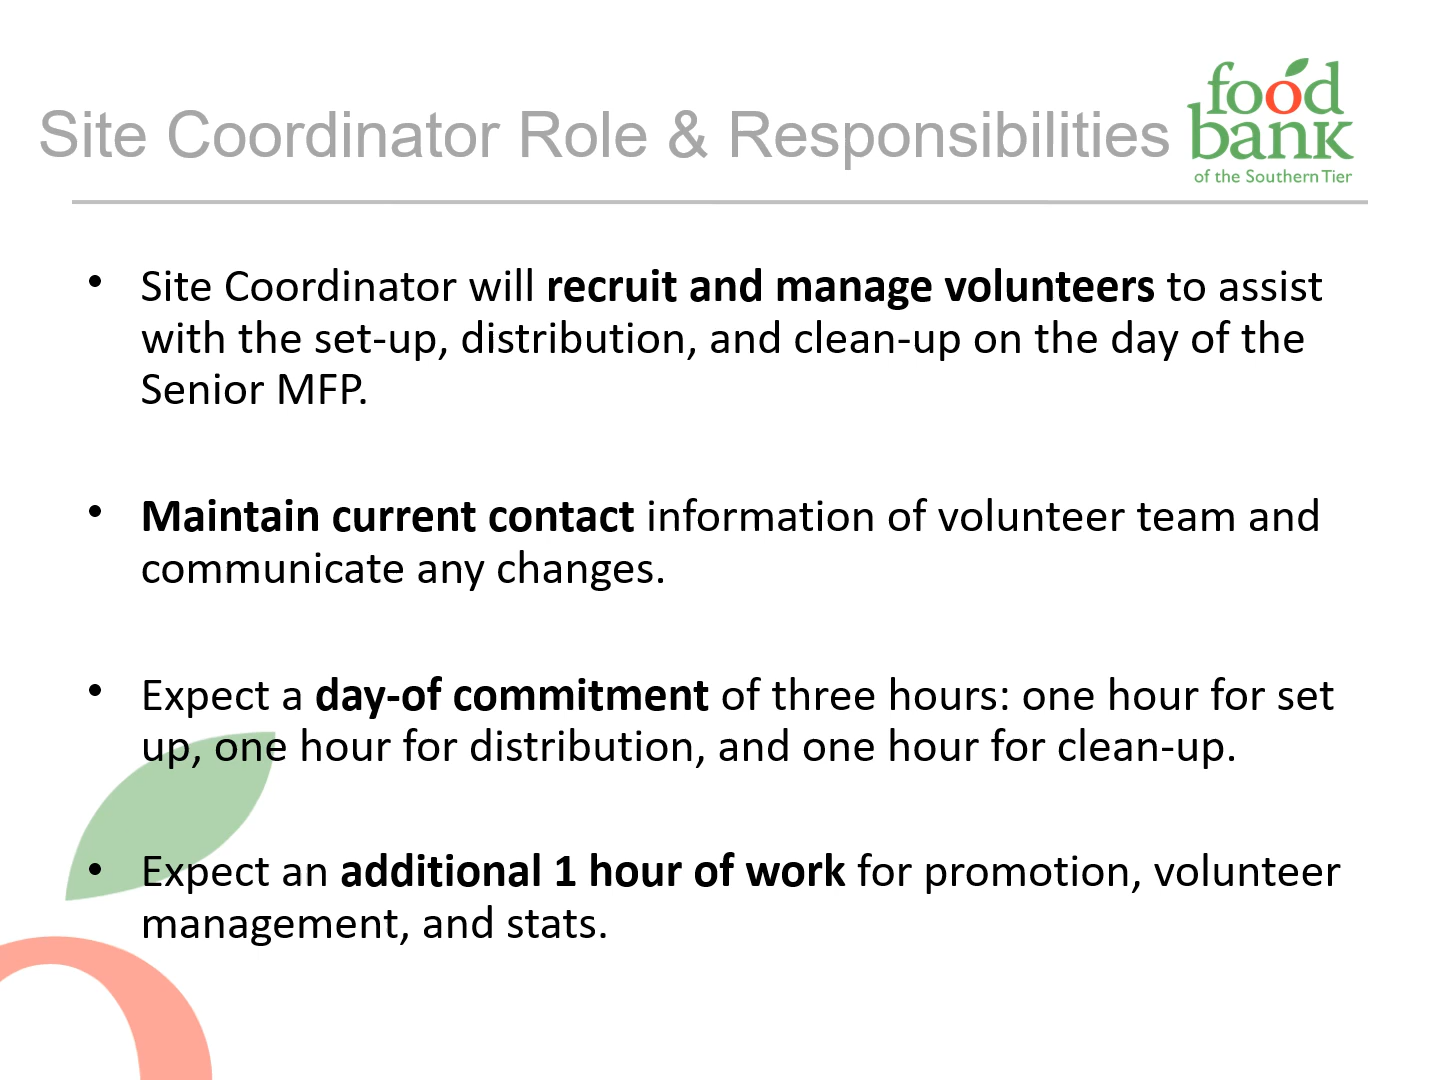 Site Coordinator Role & Responsibilities
food
bank
of the Southern Tier
• Site Coordinator will recruit and manage volunteers to assist
with the set-up, distribution, and clean-up on the day of the
Senior MFP.
• Maintain current contact information of volunteer team and
communicate any changes.
• Expect a day-of commitment of three hours: one hour for set
up, one hour for distribution, and one hour for clean-up.
• Expect an additional 1 hour of work for promotion, volunteer
management, and stats.